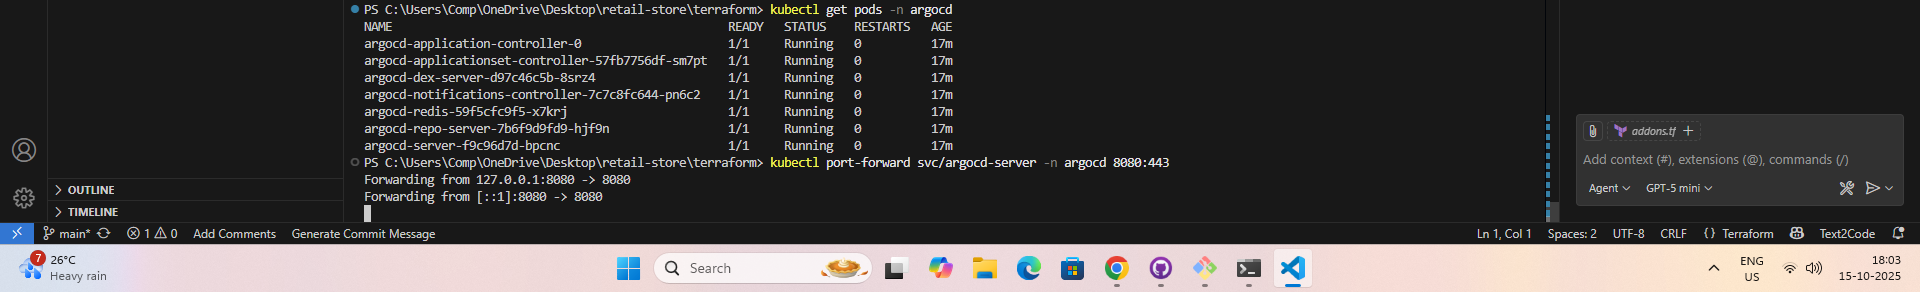 PS C:\Users\Comp\OneDrive\Desktop\retail-store\terraform> kubectl get pods -n argocd
NAME READY STATUS RESTARTS AGE
argocd-application-controller-0 1/1 Running 0 17m
argocd-applicationset-controller-57fb7756df-sm7pt 1/1 Running 0 17m
argocd-dex-server-d97c46c5b-8srz4 1/1 Running 0 17m
argocd-notifications-controller-7c7c8fc644-pn6c2 1/1 Running 0 17m
argocd-redis-59f5cfc9f5-x7krj 1/1 Running 0 17m
argocd-repo-server-7b6f9d9fd9-hjf9n 1/1 Running 0 17m
argocd-server-f9c96d7d-bpcnc 1/1 Running 0 17m
PS C:\Users\Comp\OneDrive\Desktop\retail-store\terraform> kubectl port-forward svc/argocd-server -n argocd 8080:443
Forwarding from 127.0.0.1:8080 -> 8080
Forwarding from [::1]:8080 -> 8080
OUTLINE
TIMELINE
addons.tf +
Add context (#), extensions (@), commands (/)
Agent GPT-5 mini
main* 1 0 Add Comments Generate Commit Message Ln 1, Col 1 Spaces: 2 UTF-8 CRLF {} Terraform Text2Code
7
26°C
Heavy rain
Search
ENG
US
18:03
15-10-2025